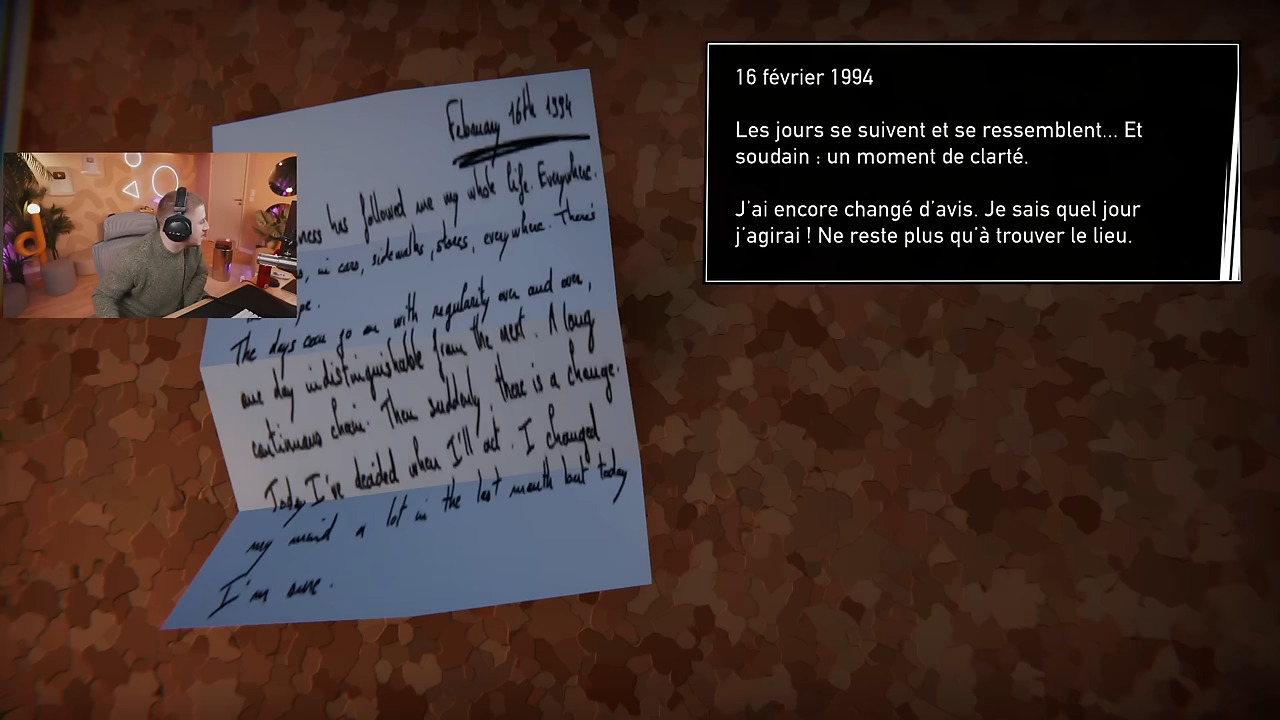 February 16th 1994
ness has followed me my whole life. Everywhere.
s, in cars, sidewalks, stores, everywhere. There's
pe.
The days can go on with regularity over and over,
one day indistinguishable from the next. A long
continuous chain. Then suddenly, there is a change.
Today I've decided when I'll act. I changed
my mind a lot in the last month but today
I'm sure.
16 février 1994
Les jours se suivent et se ressemblent... Et
soudain : un moment de clarté.
J'ai encore changé d'avis. Je sais quel jour
j'agirai ! Ne reste plus qu'à trouver le lieu.